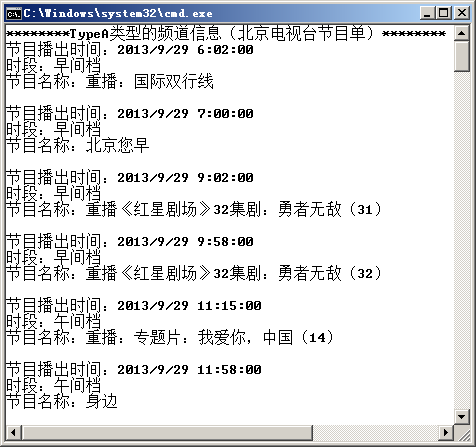 C:\Windows\system32\cmd.exe
********TypeA类型的频道信息（北京电视台节目单）********
节目播出时间：2013/9/29 6:02:00
时段：早间档
节目名称：重播：国际双行线
节目播出时间：2013/9/29 7:00:00
时段：早间档
节目名称：北京您早
节目播出时间：2013/9/29 9:02:00
时段：早间档
节目名称：重播《红星剧场》32集剧：勇者无敌（31）
节目播出时间：2013/9/29 9:58:00
时段：早间档
节目名称：重播《红星剧场》32集剧：勇者无敌（32）
节目播出时间：2013/9/29 11:15:00
时段：午间档
节目名称：重播：专题片：我爱你，中国（14）
节目播出时间：2013/9/29 11:58:00
时段：午间档
节目名称：身边